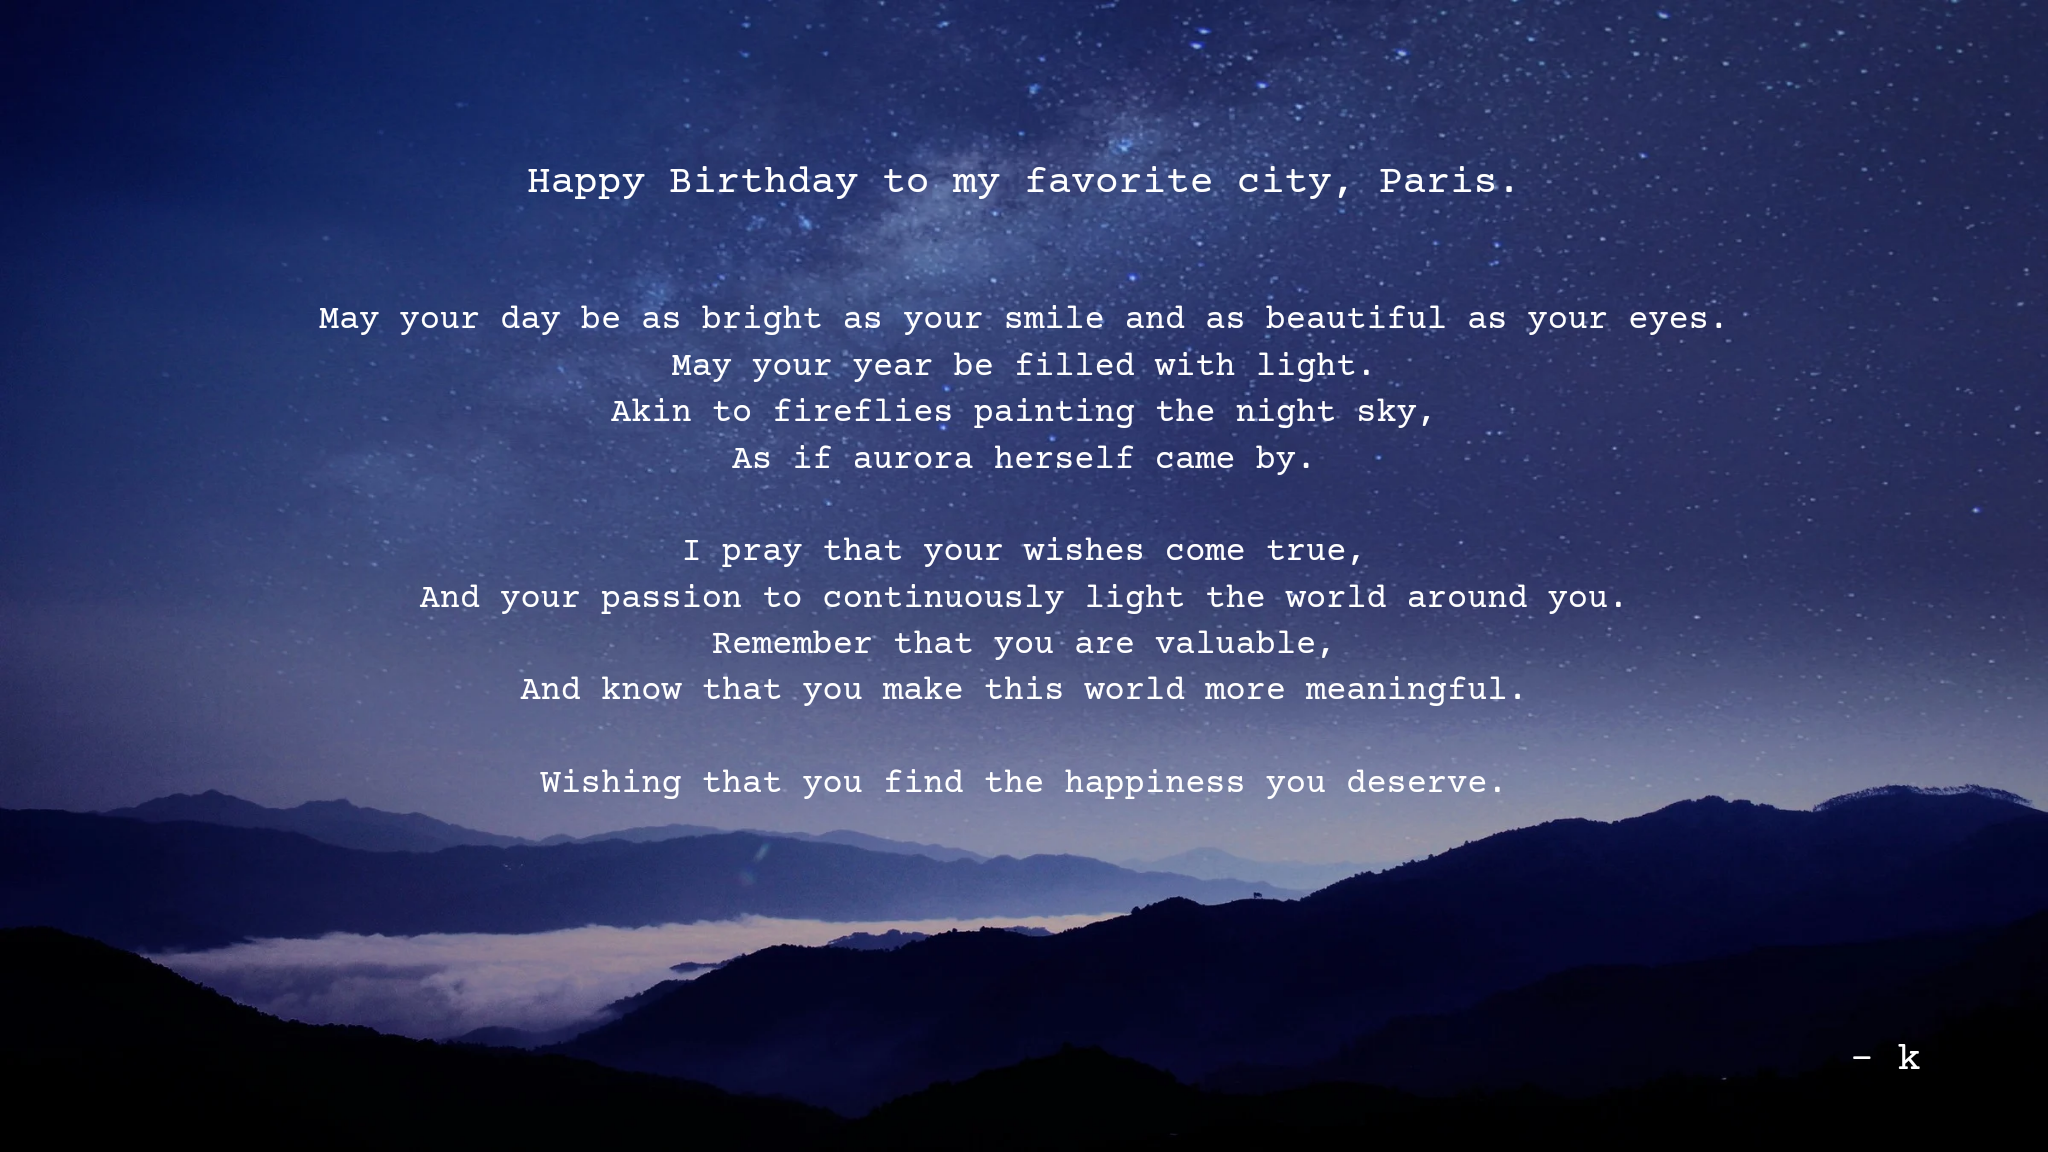 Happy Birthday to my favorite city, Paris.
May your day be as bright as your smile and as beautiful as your eyes.
May your year be filled with light.
Akin to fireflies painting the night sky,
As if aurora herself came by.
I pray that your wishes come true,
And your passion to continuously light the world around you.
Remember that you are valuable,
And know that you make this world more meaningful.
Wishing that you find the happiness you deserve.
- k